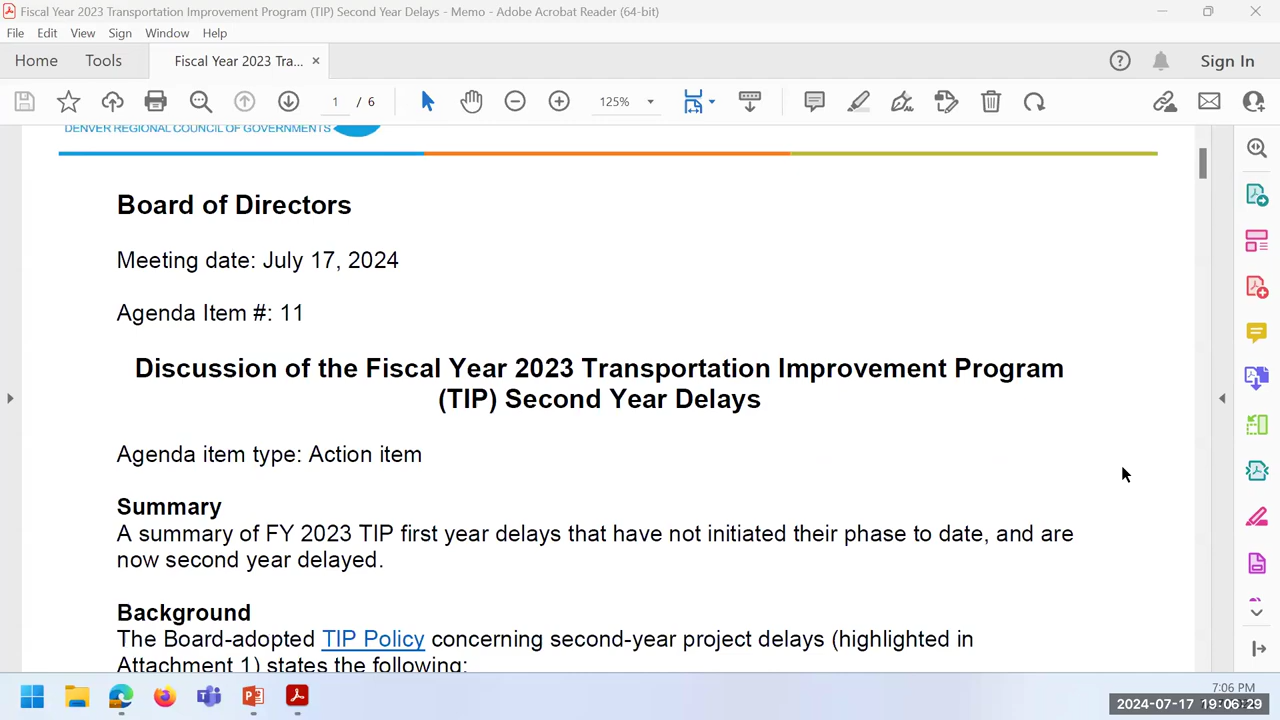 Fiscal Year 2023 Transportation Improvement Program (TIP) Second Year Delays - Memo - Adobe Acrobat Reader (64-bit)
File Edit View Sign Window Help
Home Tools Fiscal Year 2023 Tra... × Sign In
1 / 6 125%
DENVER REGIONAL COUNCIL OF GOVERNMENTS
Board of Directors
Meeting date: July 17, 2024
Agenda Item #: 11
Discussion of the Fiscal Year 2023 Transportation Improvement Program
(TIP) Second Year Delays
Agenda item type: Action item
Summary
A summary of FY 2023 TIP first year delays that have not initiated their phase to date, and are
now second year delayed.
Background
The Board-adopted TIP Policy concerning second-year project delays (highlighted in
Attachment 1) states the following:
7:06 PM
2024-07-17 19:06:29